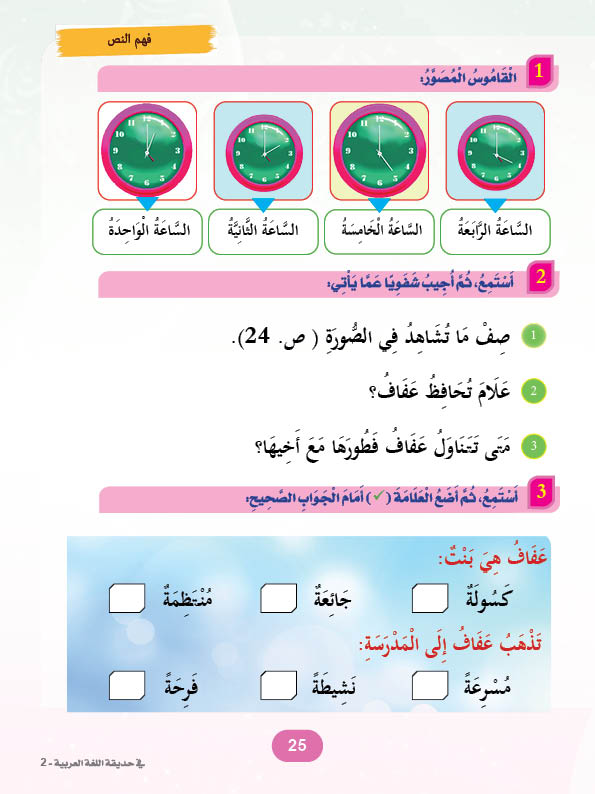 فهم النص
1 الْقَامُوسُ الْمُصَوَّرُ:
السَّاعَةُ الرَّابَعَةُ
السَّاعَةُ الْخَامِسَةُ
السَّاعَةُ الثَّانِيَّةُ
السَّاعَةُ الْوَاحِدَةُ
2 أَسْتَمِعُ، ثُمَّ أُجِيبُ شَفَوِيًا عَمَّا يَأْتِي:
1 صِفْ مَا تُشَاهِدُ فِي الصُّورَةِ ( ص. 24).
2 عَلَامَ تُحَافِظُ عَفَافُ؟
3 مَتَى تَتَنَاوَلُ عَفَافُ فَطُورَهَا مَعَ أَخِيهَا؟
3 أَسْتَمِعُ، ثُمَّ أَضَعُ الْعَلَامَةَ (✓) أَمَامَ الْجَوَابِ الصَّحِيحِ:
عَفَافُ هِيَ بَنْتٌ:
كَسُولَةٌ جَائِعَةٌ مُنْتَظِمَةٌ
تَذْهَبُ عَفَافُ إِلَى الْمَدْرَسَةِ:
مُسْرِعَةً نَشِيطَةً فَرِحَةً
25
في حديقة اللغة العربية - 2